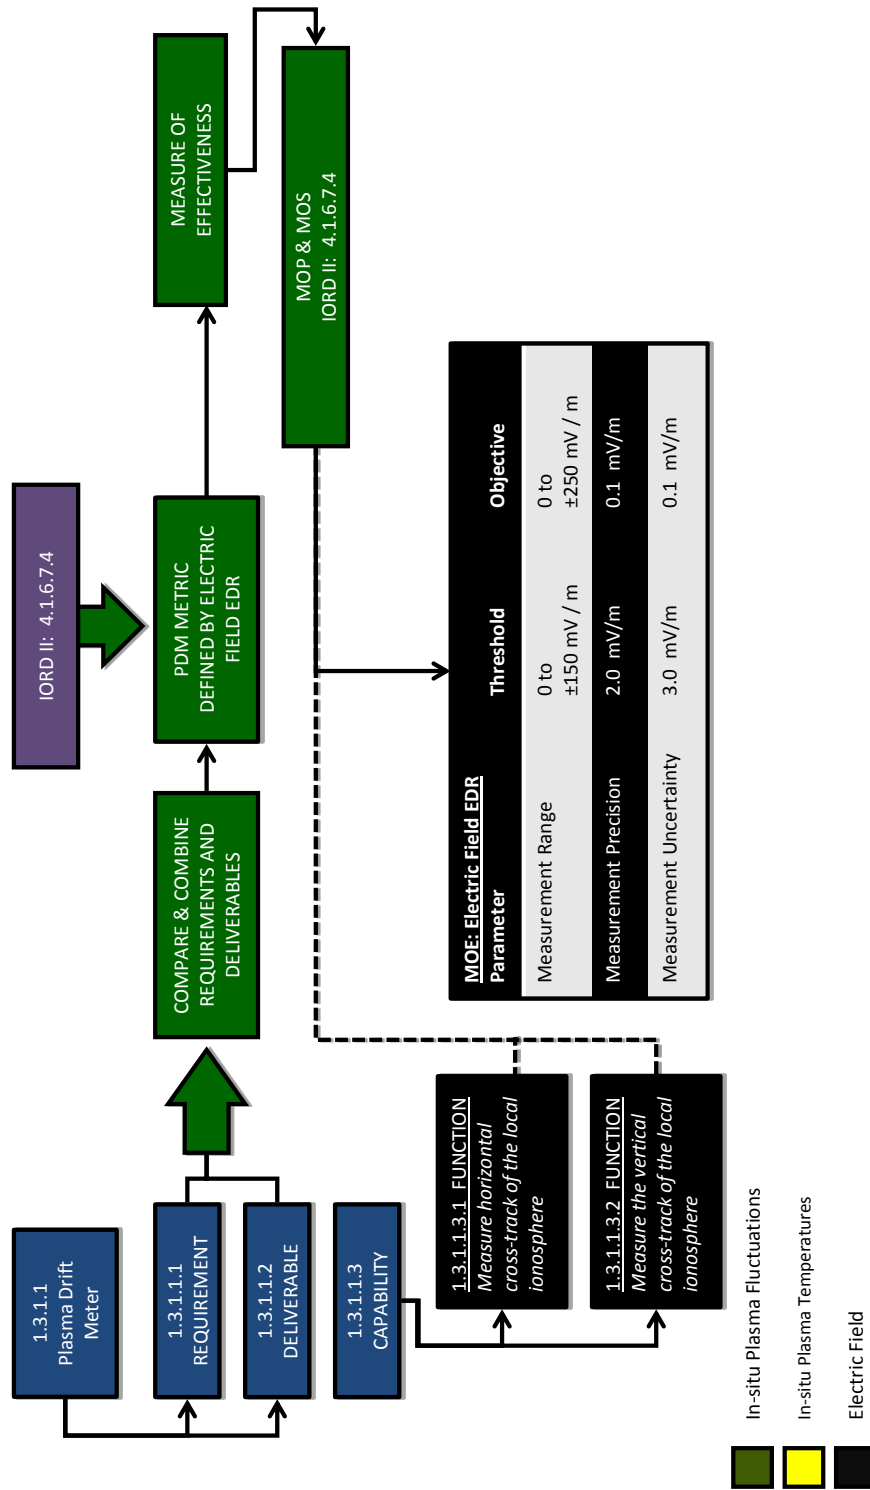 1.3.1.1
Plasma Drift
Meter
1.3.1.1.1
REQUIREMENT
1.3.1.1.2
DELIVERABLE
1.3.1.1.3
CAPABILITY
1.3.1.1.3.1 FUNCTION
Measure horizontal
cross-track of the local
ionosphere
1.3.1.1.3.2 FUNCTION
Measure the vertical
cross-track of the local
ionosphere
COMPARE & COMBINE
REQUIREMENTS AND
DELIVERABLES
IORD II: 4.1.6.7.4
PDM METRIC
DEFINED BY ELECTRIC
FIELD EDR
MEASURE OF
EFFECTIVENESS
MOP & MOS
IORD II: 4.1.6.7.4
MOE: Electric Field EDR
Parameter Threshold Objective
Measurement Range 0 to 0 to
±150 mV / m ±250 mV / m
Measurement Precision 2.0 mV/m 0.1 mV/m
Measurement Uncertainty 3.0 mV/m 0.1 mV/m
In-situ Plasma Fluctuations
In-situ Plasma Temperatures
Electric Field